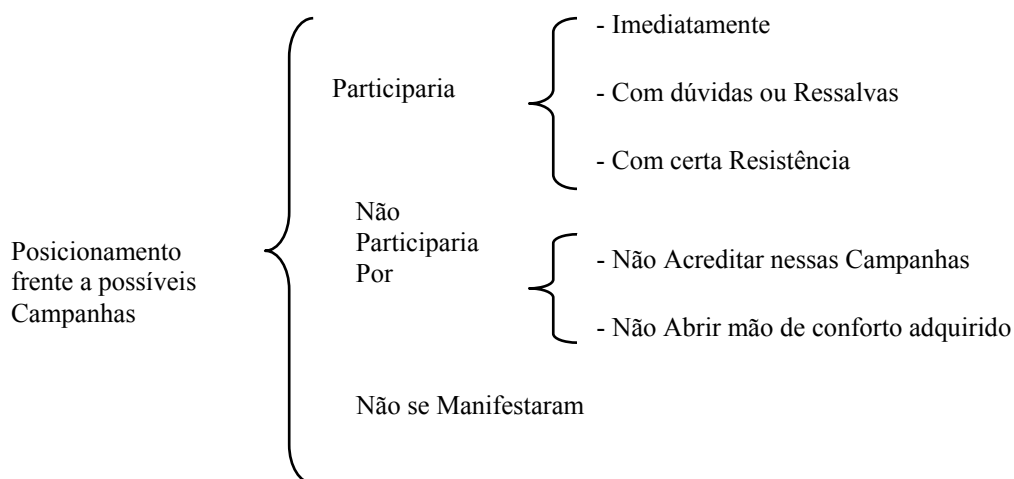 Posicionamento
frente a possíveis
Campanhas
Participaria
- Imediatamente
- Com dúvidas ou Ressalvas
- Com certa Resistência
Não
Participaria
Por
- Não Acreditar nessas Campanhas
- Não Abrir mão de conforto adquirido
Não se Manifestaram